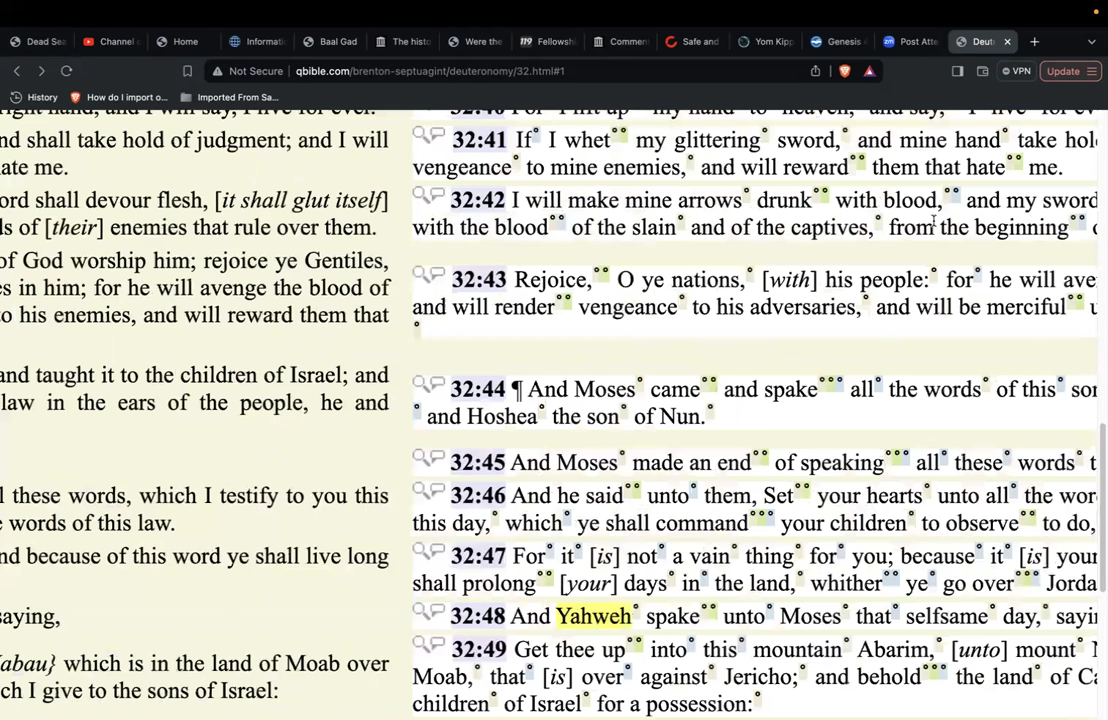 Dead Sea
Channel c
Home
Informati
Baal Gad
The histo
Were the
119 Fellowshi
Comment
Safe and
Yom Kipp
Genesis 4
zm Post Atte
Deut
Not Secure qbible.com/brenton-septuagint/deuteronomy/32.html#1
VPN
Update
History
How do I import o...
Imported From Sa...
nd shall take hold of judgment; and I will
ate me.
ord shall devour flesh, [it shall glut itself]
ds of [their] enemies that rule over them.
of God worship him; rejoice ye Gentiles,
es in him; for he will avenge the blood of
to his enemies, and will reward them that
and taught it to the children of Israel; and
law in the ears of the people, he and
l these words, which I testify to you this
e words of this law.
nd because of this word ye shall live long
saying,
abau} which is in the land of Moab over
ch I give to the sons of Israel:
32:41 If I whet my glittering sword, and mine hand take hol
vengeance to mine enemies, and will reward them that hate me.
32:42 I will make mine arrows drunk with blood, and my sword
with the blood of the slain and of the captives, from the beginning o
32:43 Rejoice, O ye nations, [with] his people: for he will ave
and will render vengeance to his adversaries, and will be merciful u
32:44 ¶ And Moses came and spake all the words of this son
and Hoshea the son of Nun.
32:45 And Moses made an end of speaking all these words t
32:46 And he said unto them, Set your hearts unto all the wor
this day, which ye shall command your children to observe to do,
32:47 For it [is] not a vain thing for you; because it [is] your
shall prolong [your] days in the land, whither ye go over Jorda
32:48 And Yahweh spake unto Moses that selfsame day, sayi
32:49 Get thee up into this mountain Abarim, [unto] mount N
Moab, that [is] over against Jericho; and behold the land of Ca
children of Israel for a possession: